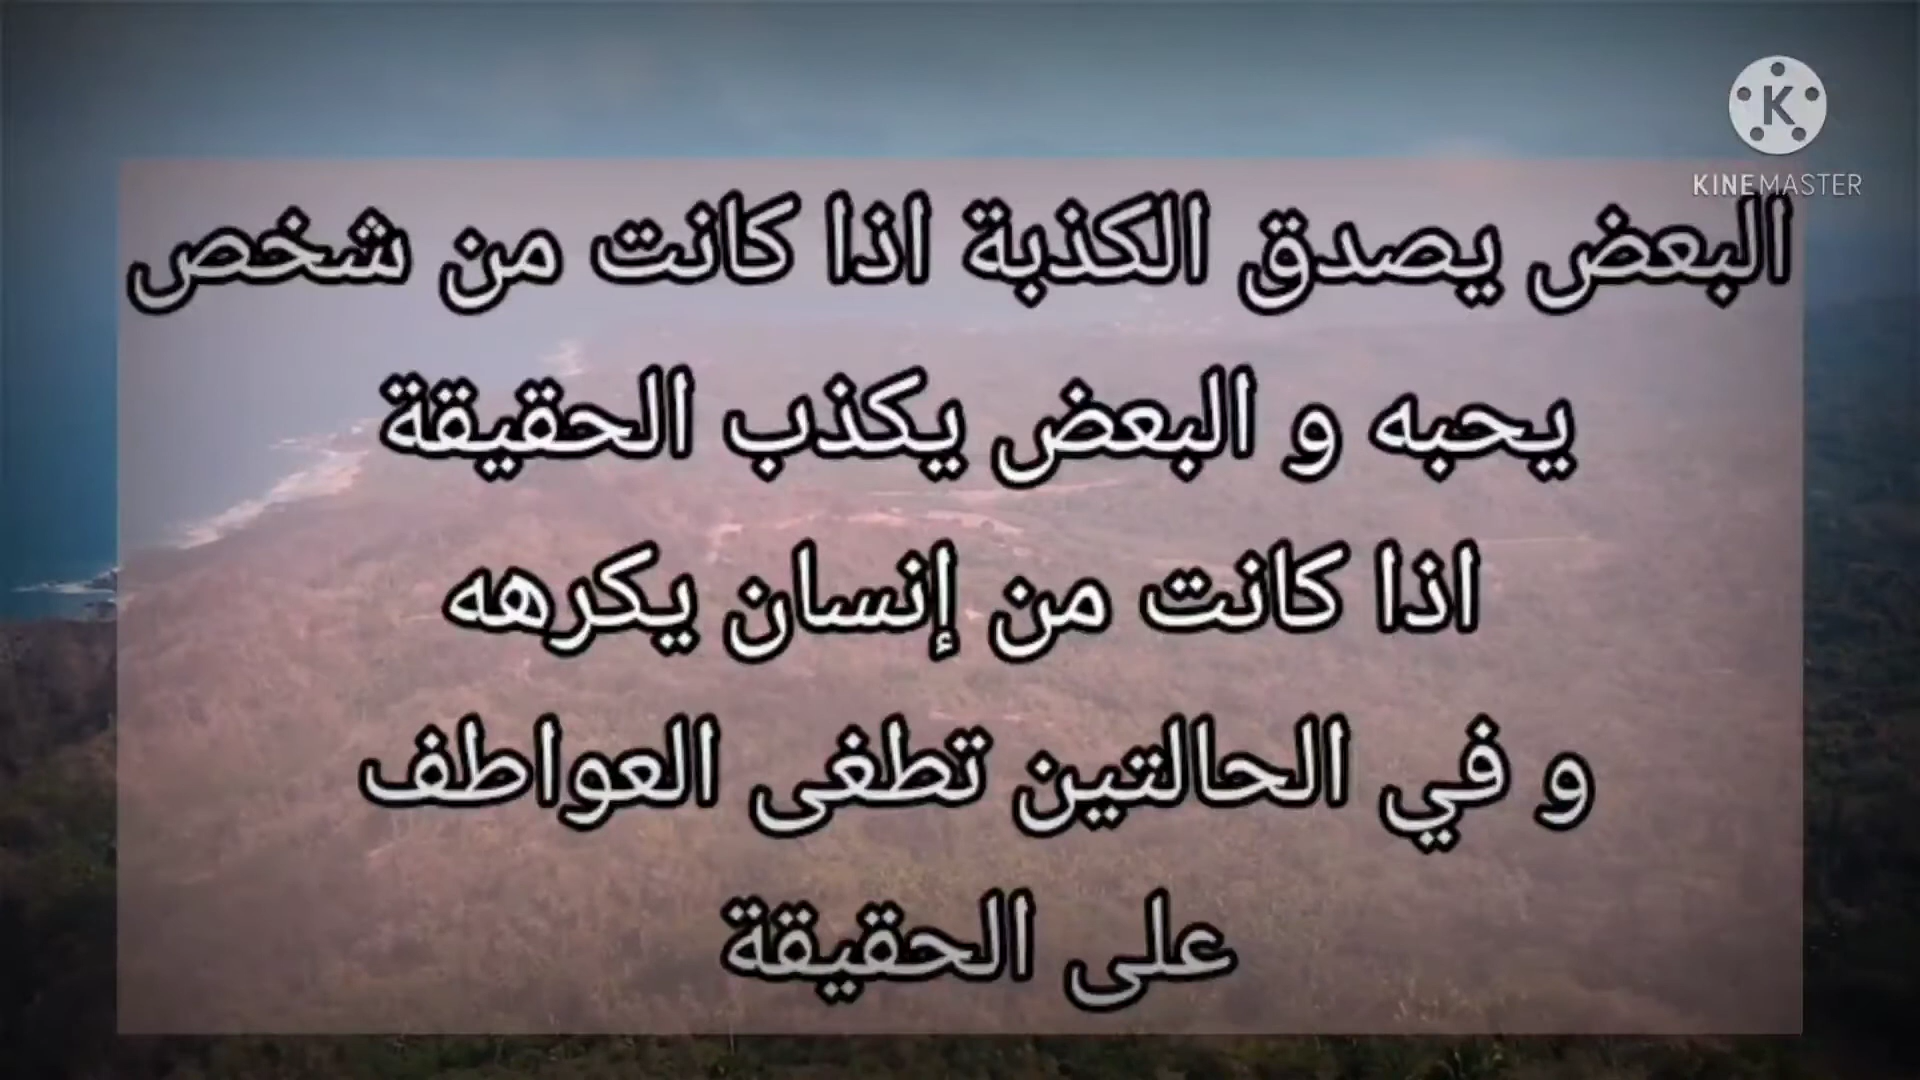 KINEMASTER
البعض يصدق الكذبة اذا كانت من شخص
يحبه و البعض يكذب الحقيقة
اذا كانت من إنسان يكرهه
و في الحالتين تطغى العواطف
على الحقيقة